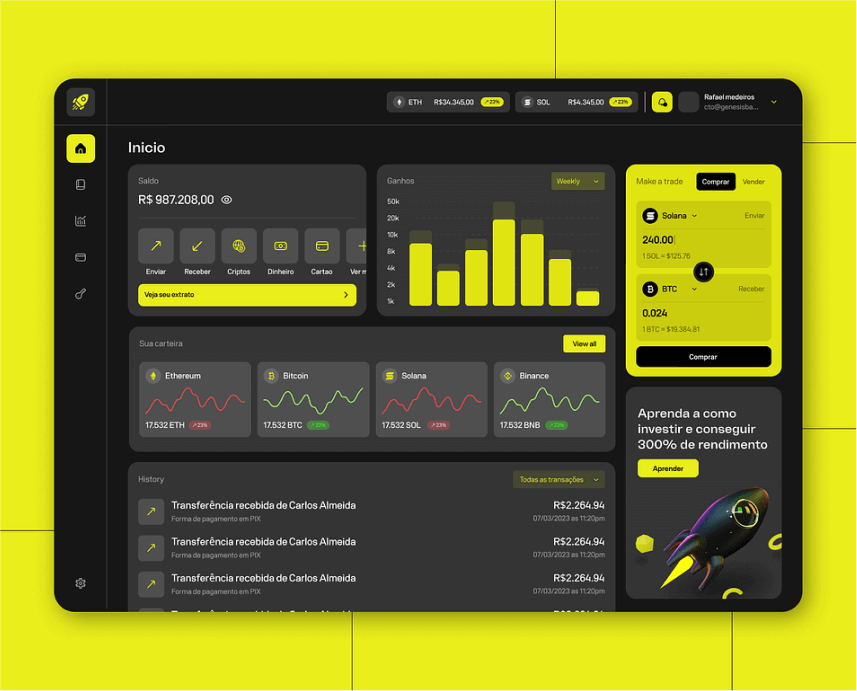 ETH R$34.345,00 23%
SOL R$4.345,00 23%
Rafael medeiros
cto@genesisba...
Inicio
Saldo
R$ 987.208,00
Enviar Receber Criptos Dinheiro Cartao Ver m
Veja seu extrato
Ganhos
Weekly
50k
20k
10k
8k
4k
2k
1k
Make a trade
Comprar
Vender
Solana
Enviar
240.00
1 SOL = $125.76
BTC
Receber
0.024
1 BTC = $19,384.81
Comprar
Sua carteira
View all
Ethereum
17.532 ETH 23%
Bitcoin
17.532 BTC 23%
Solana
17.532 SOL 23%
Binance
17.532 BNB 23%
Aprenda a como
investir e conseguir
300% de rendimento
Aprender
History
Todas as transações
Transferência recebida de Carlos Almeida R$2.264.94
Forma de pagamento em PIX 07/03/2023 as 11:20pm
Transferência recebida de Carlos Almeida R$2.264.94
Forma de pagamento em PIX 07/03/2023 as 11:20pm
Transferência recebida de Carlos Almeida R$2.264.94
Forma de pagamento em PIX 07/03/2023 as 11:20pm